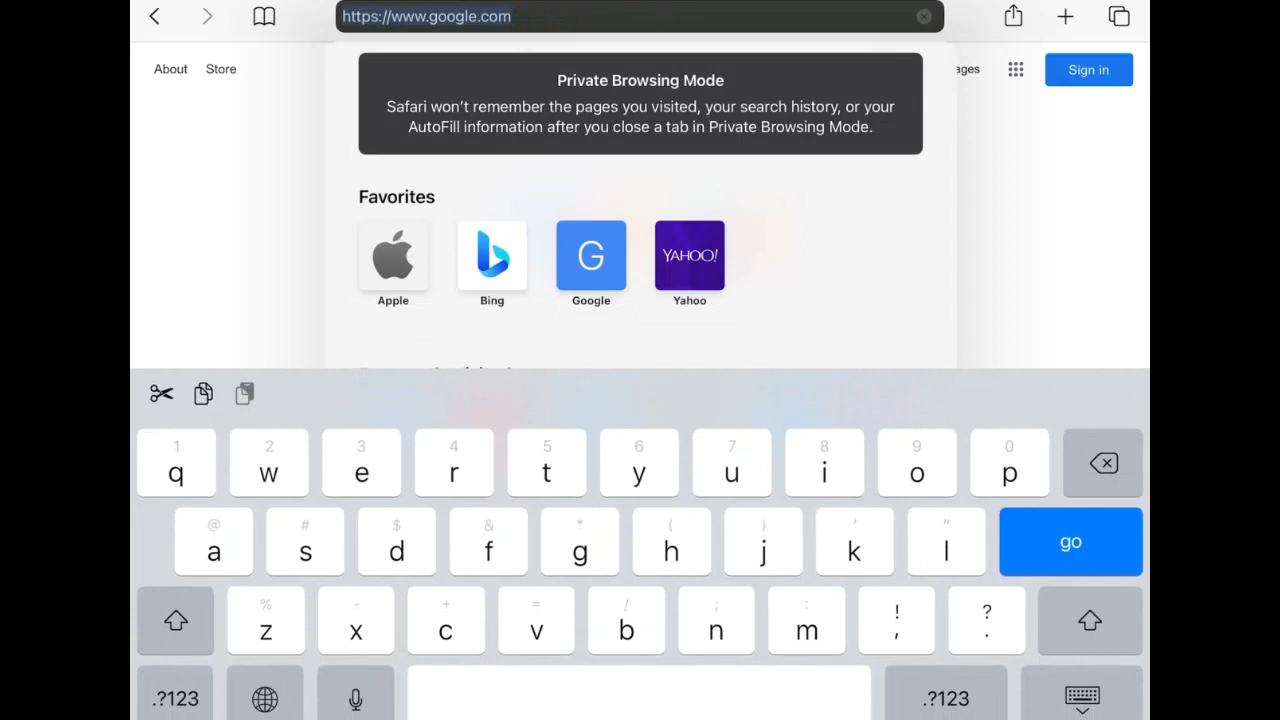 https://www.google.com
About Store
ages
Sign in
Private Browsing Mode
Safari won't remember the pages you visited, your search history, or your
AutoFill information after you close a tab in Private Browsing Mode.
Favorites
YAHOO!
G
Apple Bing Google Yahoo
1 2 3 4 5 6 7 8 9 0
q w e r t y u i o p
@ # $ & * ( ) ' "
a s d f g h j k l go
% - + = / ; : ! ?
z x c v b n m , .
.?123 .?123